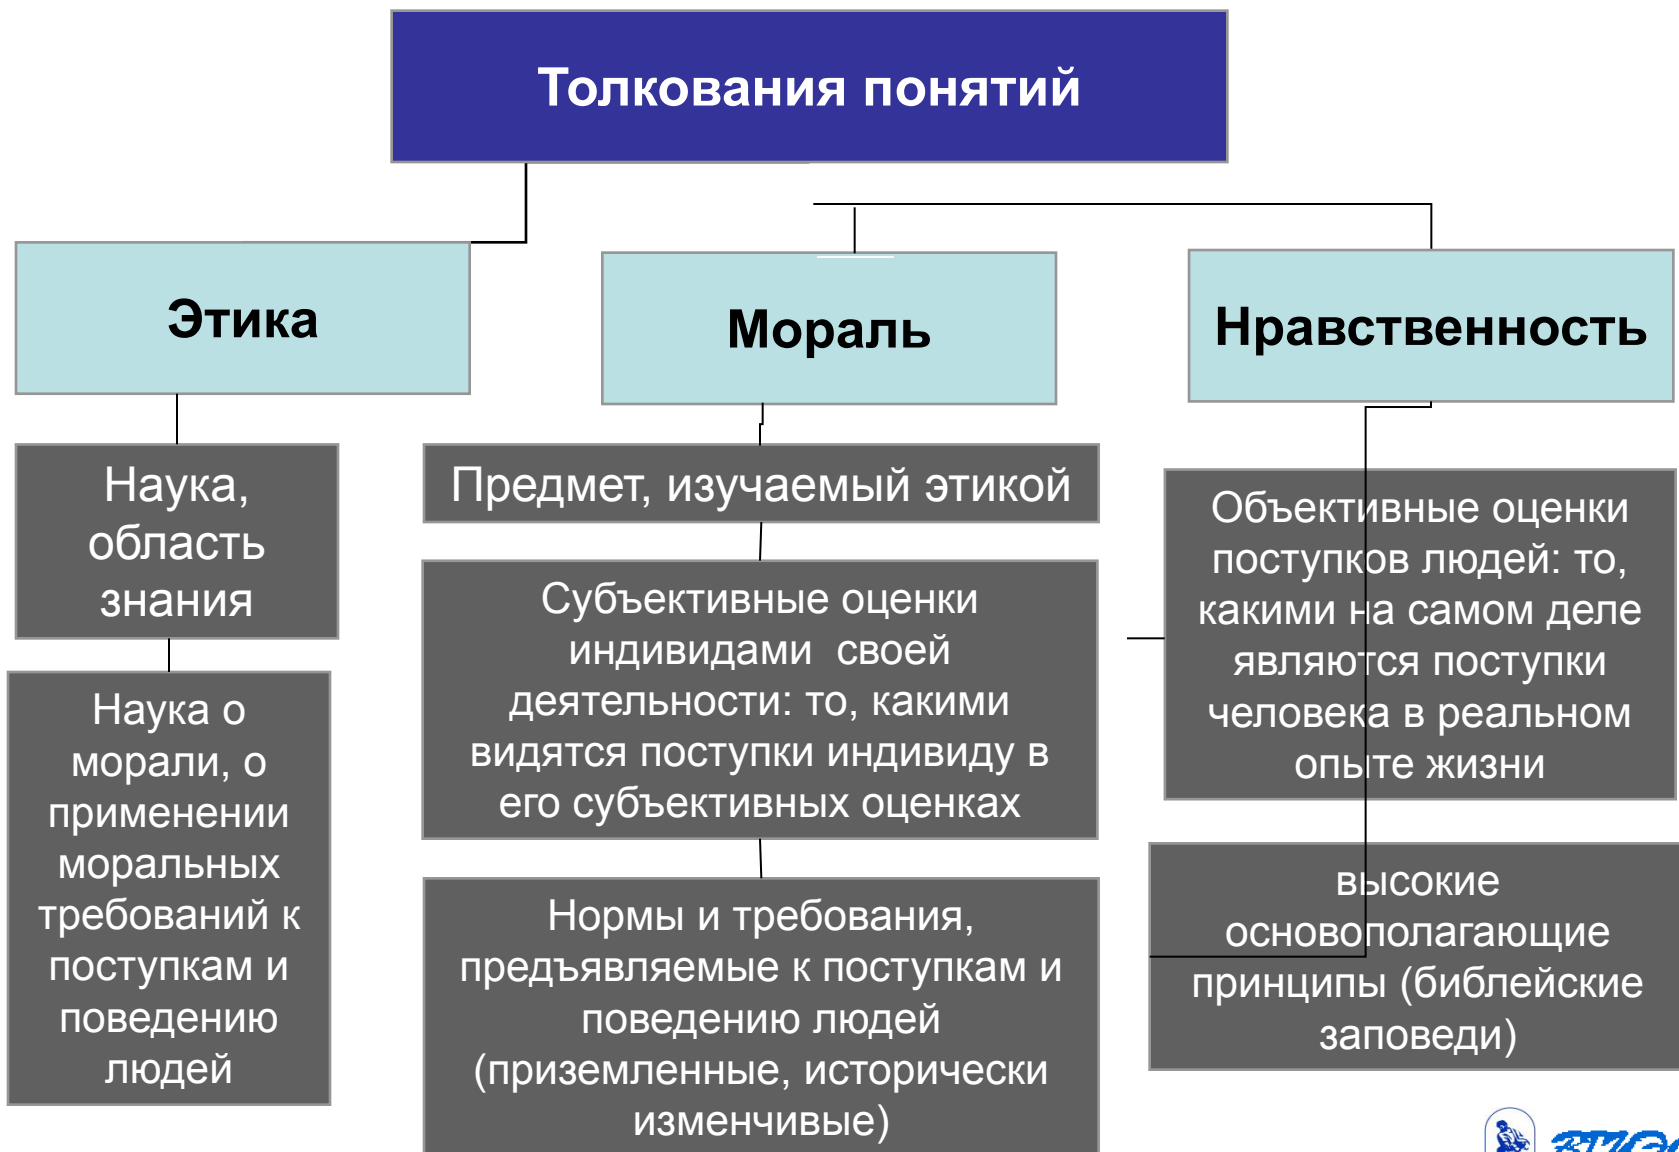 Толкования понятий
Этика
Мораль
Нравственность
Наука,
область
знания
Наука о
морали, о
применении
моральных
требований к
поступкам и
поведению
людей
Предмет, изучаемый этикой
Субъективные оценки
индивидами своей
деятельности: то, какими
видятся поступки индивиду в
его субъективных оценках
Нормы и требования,
предъявляемые к поступкам и
поведению людей
(приземленные, исторически
изменчивые)
Объективные оценки
поступков людей: то,
какими на самом деле
являются поступки
человека в реальном
опыте жизни
высокие
основополагающие
принципы (библейские
заповеди)